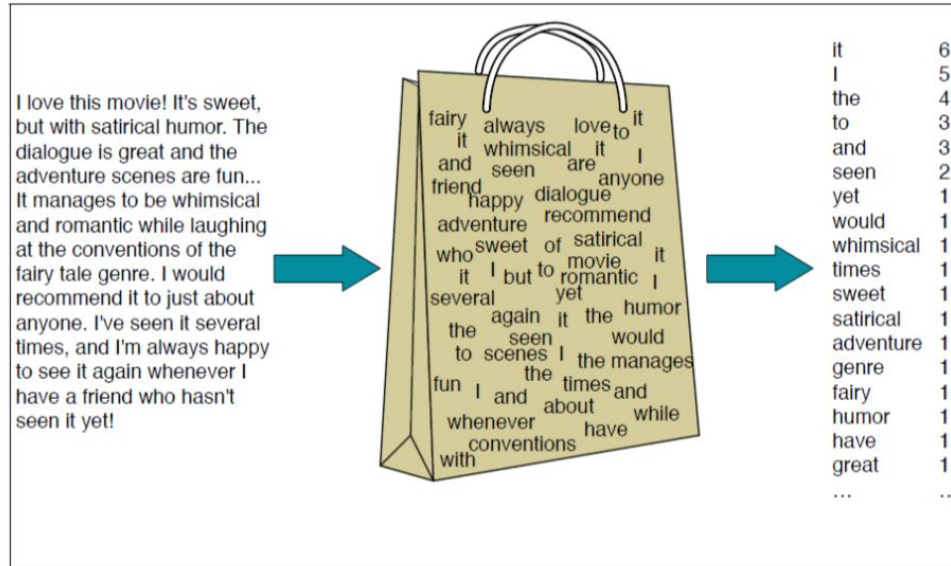 I love this movie! It's sweet,
but with satirical humor. The
dialogue is great and the
adventure scenes are fun...
It manages to be whimsical
and romantic while laughing
at the conventions of the
fairy tale genre. I would
recommend it to just about
anyone. I've seen it several
times, and I'm always happy
to see it again whenever I
have a friend who hasn't
seen it yet!
fairy always love to it
it whimsical it I
and seen are anyone
friend happy dialogue
adventure recommend
who sweet of satirical it
it I but to movie romantic I
several yet
again it the humor
the seen would
to scenes I the manages
fun I and the times and
whenever about while
conventions have
with
it 6
I 5
the 4
to 3
and 3
seen 2
yet 1
would 1
whimsical 1
times 1
sweet 1
satirical 1
adventure 1
genre 1
fairy 1
humor 1
have 1
great 1
... ..